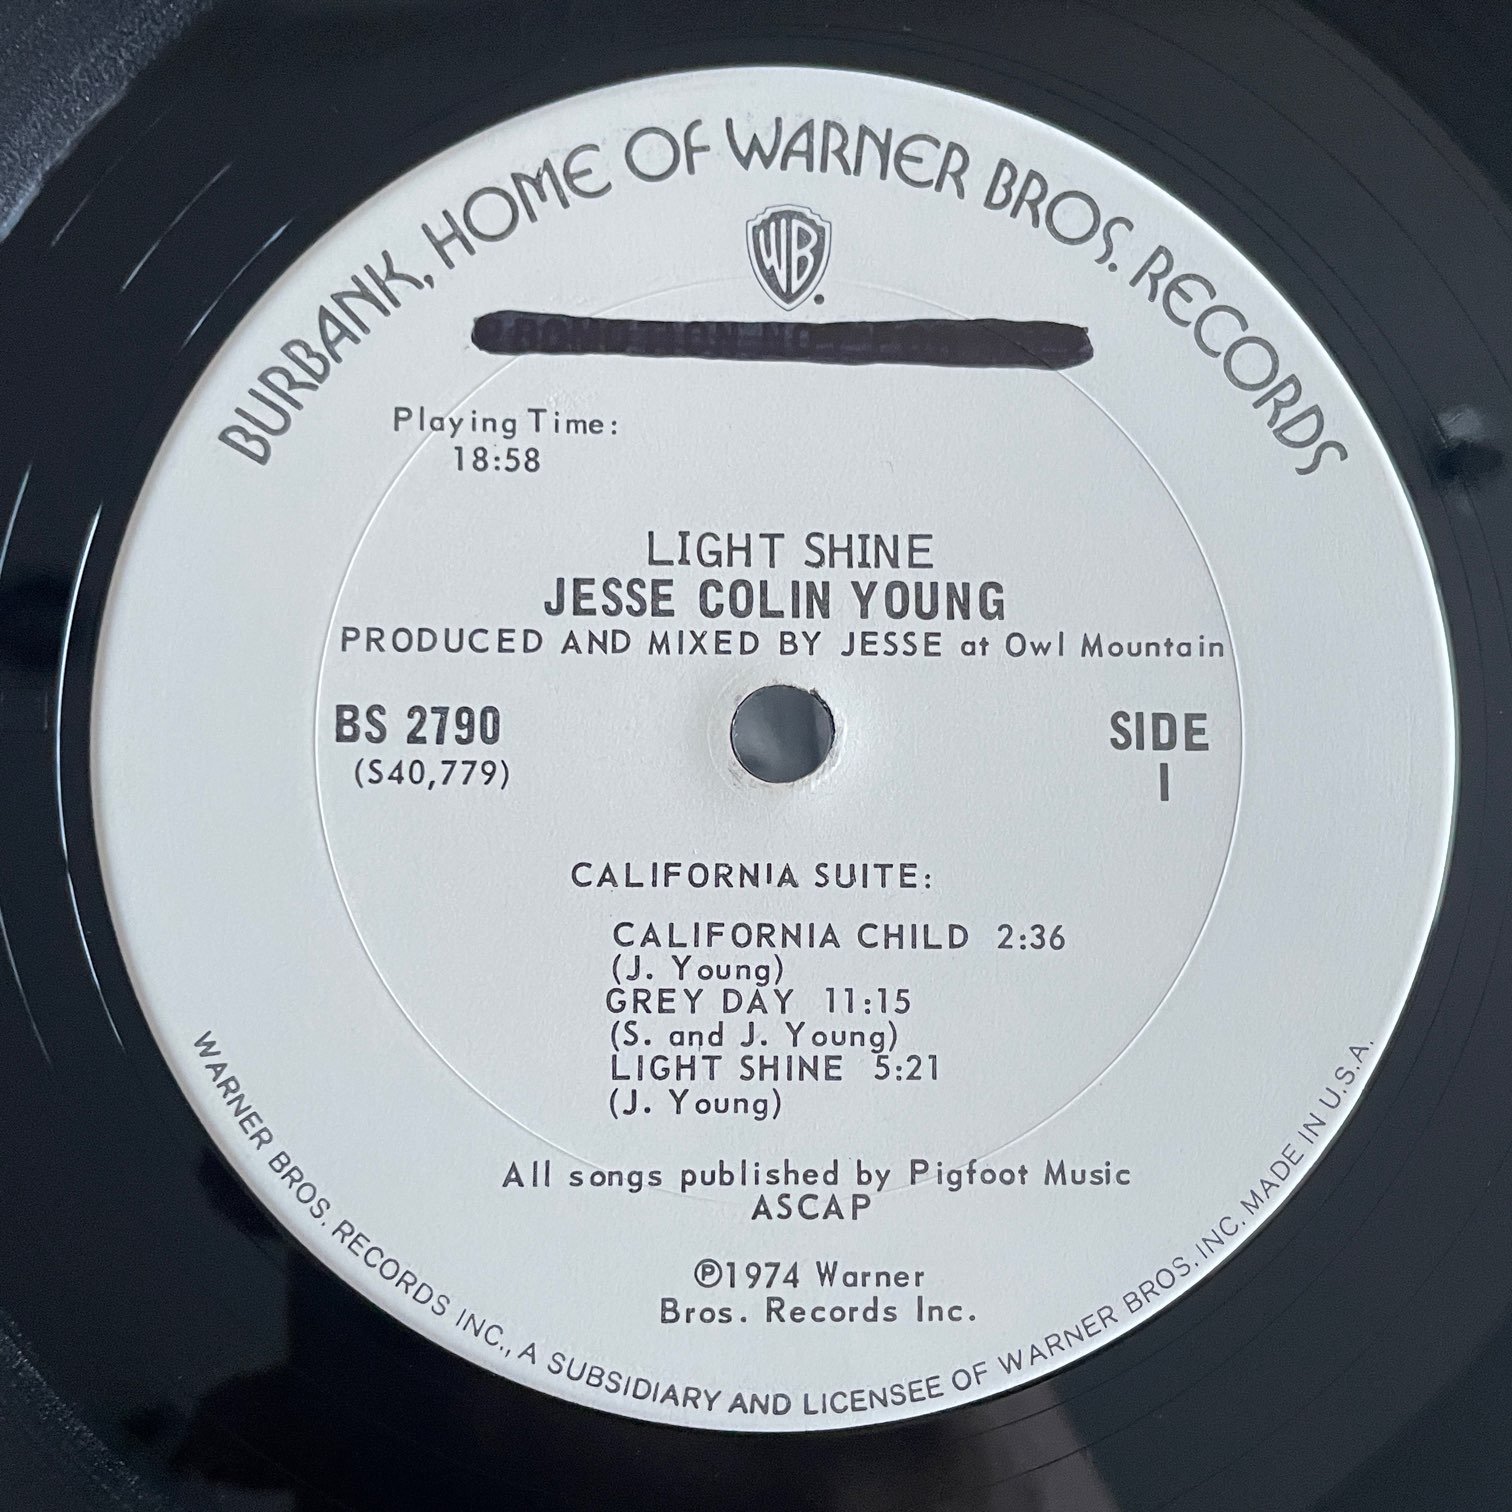 BURBANK, HOME OF WARNER BROS. RECORDS
WB
Playing Time:
18:58
LIGHT SHINE
JESSE COLIN YOUNG
PRODUCED AND MIXED BY JESSE at Owl Mountain
BS 2790
(S40,779)
SIDE
1
CALIFORNIA SUITE:
CALIFORNIA CHILD 2:36
(J. Young)
GREY DAY 11:15
(S. and J. Young)
LIGHT SHINE 5:21
(J. Young)
All songs published by Pigfoot Music
ASCAP
℗1974 Warner
Bros. Records Inc.
WARNER BROS. RECORDS INC., A SUBSIDIARY AND LICENSEE OF WARNER BROS. INC. MADE IN U.S.A.